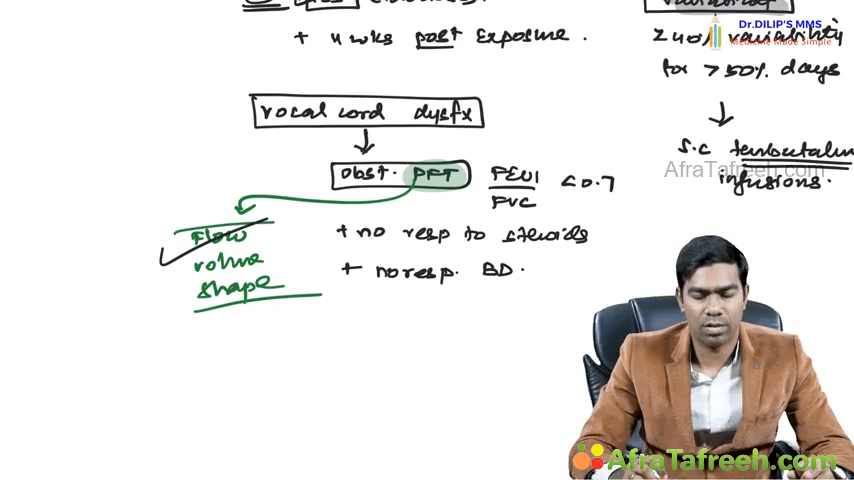 + 4 wks post exposure.
variability
Dr.DILIP'S MMS
Medicine Made Simple
≥40% variability
for >50% days
S.C terbutaline
infusions.
AfraTafreeh.com
vocal cord dysfx
obst. PFT
FEV1
FVC
<0.7
+ no resp to steroids
+ no resp. BD.
Flow
volume
shape
AfraTafreeh.com